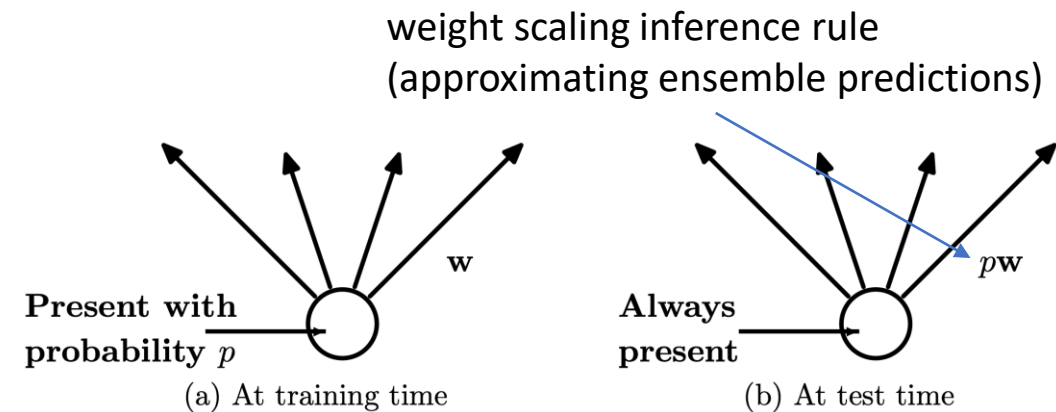 weight scaling inference rule
(approximating ensemble predictions)
w
Present with
probability p
(a) At training time
pw
Always
present
(b) At test time